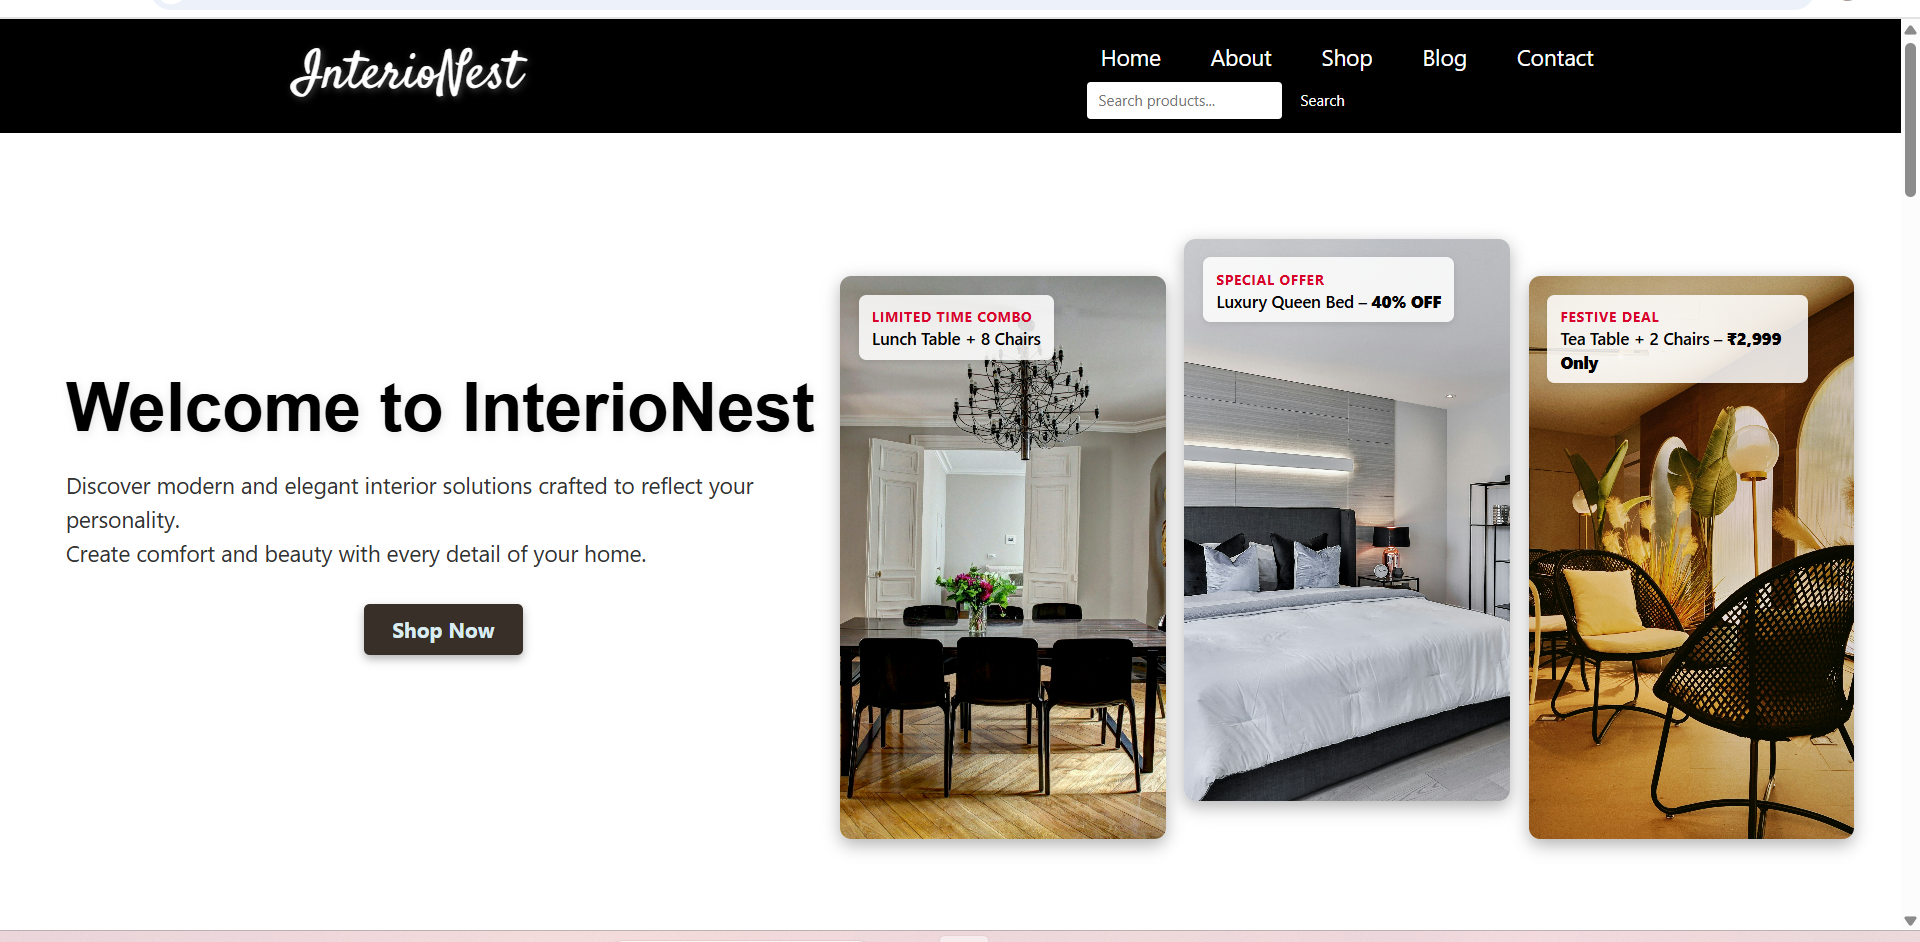 InterioNest
Home About Shop Blog Contact
Search products... Search
Welcome to InterioNest
Discover modern and elegant interior solutions crafted to reflect your
personality.
Create comfort and beauty with every detail of your home.
Shop Now
LIMITED TIME COMBO
Lunch Table + 8 Chairs
SPECIAL OFFER
Luxury Queen Bed – 40% OFF
FESTIVE DEAL
Tea Table + 2 Chairs – ₹2,999
Only